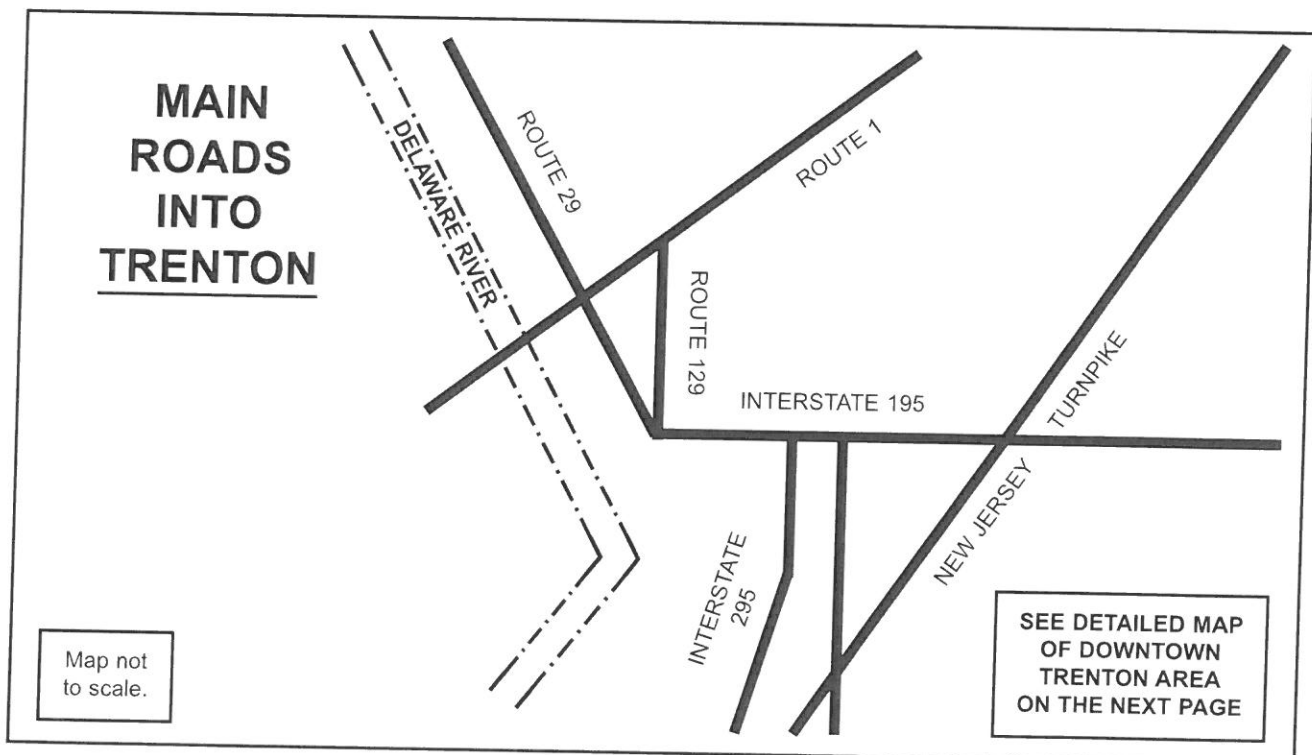 MAIN
ROADS
INTO
TRENTON
DELAWARE RIVER
ROUTE 29
ROUTE 1
ROUTE 129
INTERSTATE 195
NEW JERSEY TURNPIKE
INTERSTATE
295
Map not
to scale.
SEE DETAILED MAP
OF DOWNTOWN
TRENTON AREA
ON THE NEXT PAGE